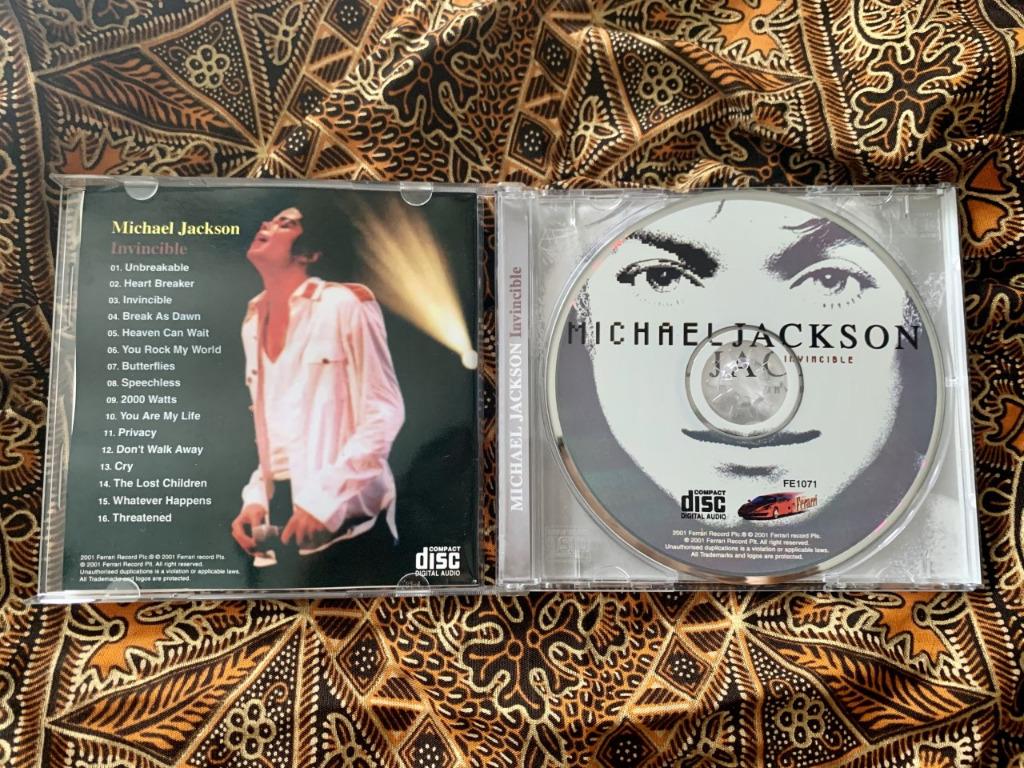 Michael Jackson
Invincible
01. Unbreakable
02. Heart Breaker
03. Invincible
04. Break As Dawn
05. Heaven Can Wait
06. You Rock My World
07. Butterflies
08. Speechless
09. 2000 Watts
10. You Are My Life
11. Privacy
12. Don't Walk Away
13. Cry
14. The Lost Children
15. Whatever Happens
16. Threatened
2001 Ferrari Record Plc.® © 2001 Ferrari record Plc.
© 2001 Ferrari Record Plt. All right reserved.
Unauthorised duplications is a violation or applicable laws.
All Trademarks and logos are protected.
COMPACT
disc
DIGITAL AUDIO
MICHAEL JACKSON Invincible
MICHAEL JACKSON
JAC
INVINCIBLE
FE1071
COMPACT
disc
DIGITAL AUDIO
Ferrari
2001 Ferrari Record Plc.® © 2001 Ferrari Record Plt.
© 2001 Ferrari Record Plt. All right reserved.
Unauthorised duplications is a violation or applicable laws.
All Trademarks and logos are protected.